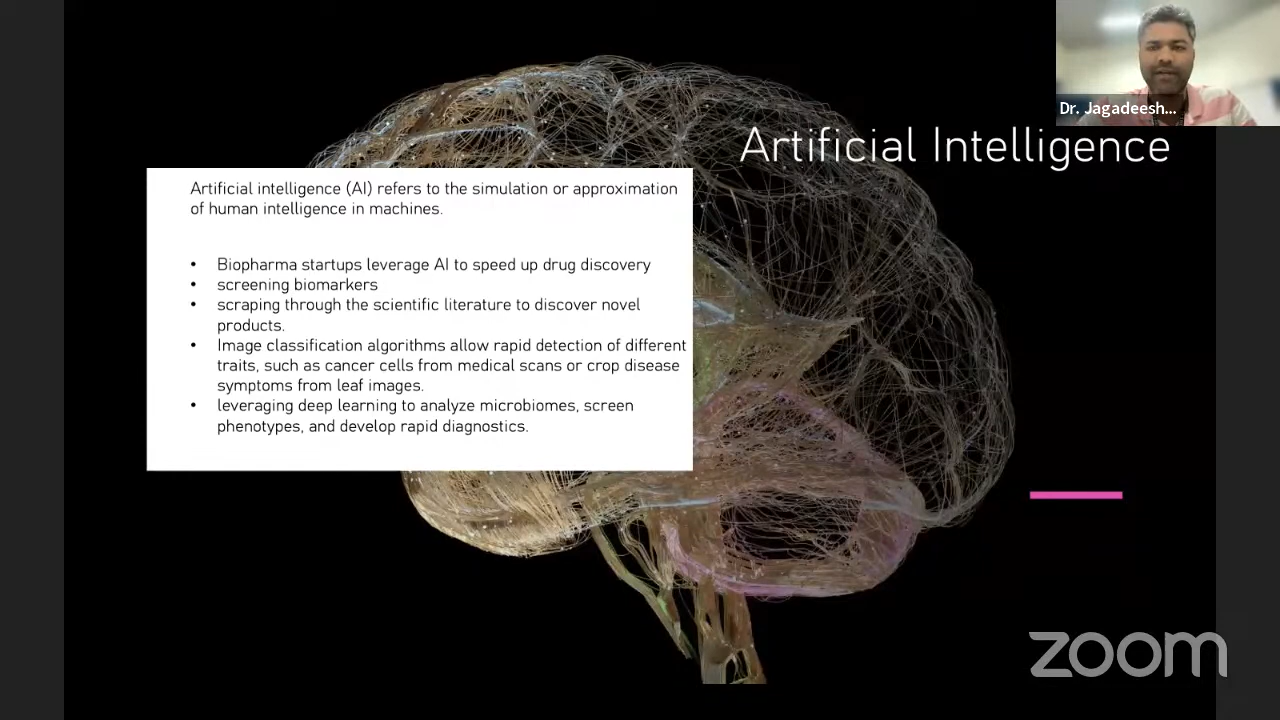 Dr. Jagadeesh...
Artificial Intelligence
Artificial intelligence (AI) refers to the simulation or approximation
of human intelligence in machines.
• Biopharma startups leverage AI to speed up drug discovery
• screening biomarkers
• scraping through the scientific literature to discover novel
products.
• Image classification algorithms allow rapid detection of different
traits, such as cancer cells from medical scans or crop disease
symptoms from leaf images.
• leveraging deep learning to analyze microbiomes, screen
phenotypes, and develop rapid diagnostics.
zoom